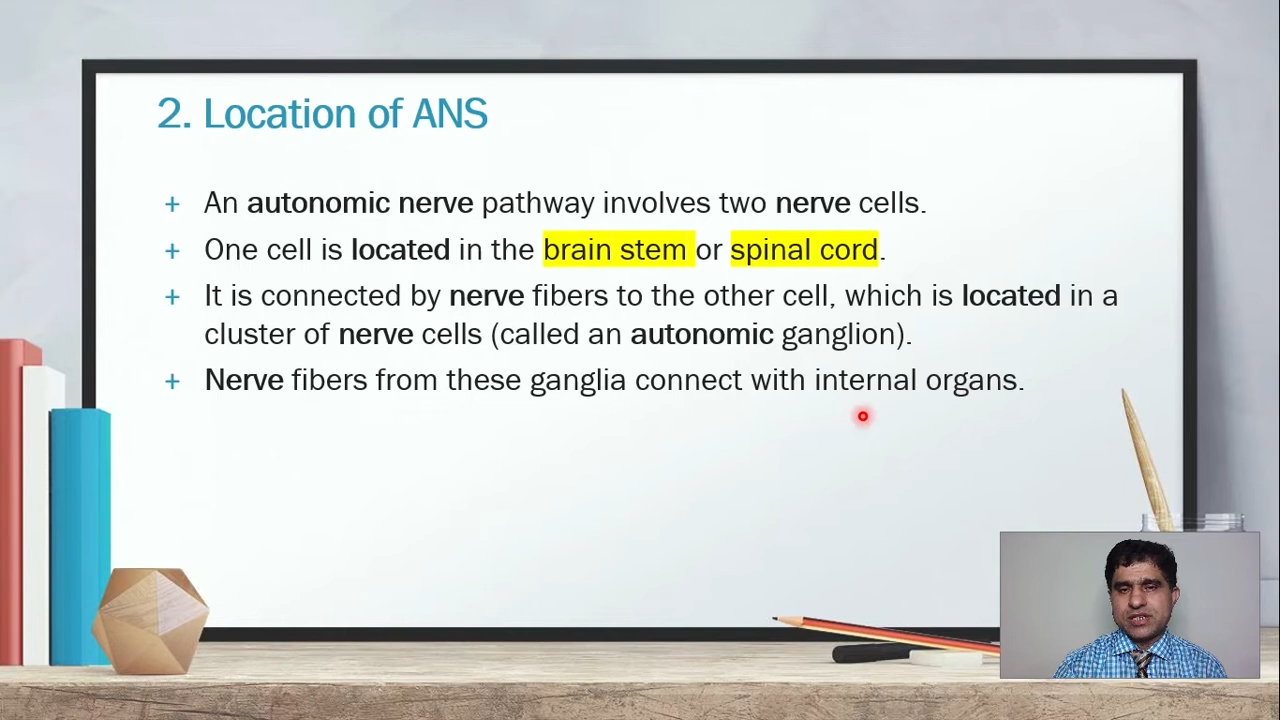 2. Location of ANS
+ An autonomic nerve pathway involves two nerve cells.
+ One cell is located in the brain stem or spinal cord.
+ It is connected by nerve fibers to the other cell, which is located in a
cluster of nerve cells (called an autonomic ganglion).
+ Nerve fibers from these ganglia connect with internal organs.